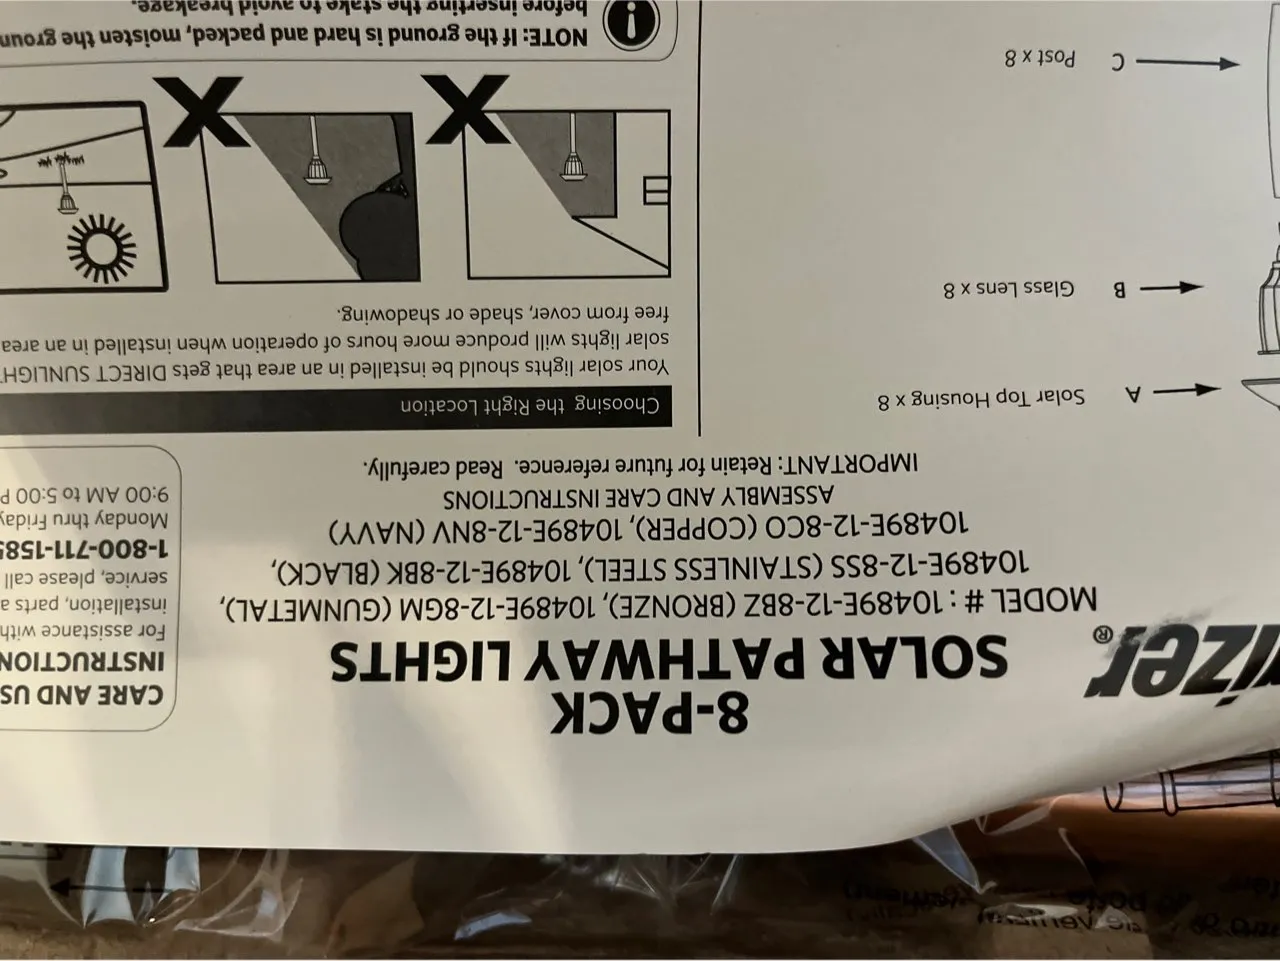 8-PACK
SOLAR PATHWAY LIGHTS
MODEL # : 10489E-12-8BZ (BRONZE), 10489E-12-8GM (GUNMETAL),
10489E-12-8SS (STAINLESS STEEL), 10489E-12-8BK (BLACK),
10489E-12-8CO (COPPER), 10489E-12-8NV (NAVY)
ASSEMBLY AND CARE INSTRUCTIONS
IMPORTANT: Retain for future reference. Read carefully.
CARE AND US
INSTRUCTION
For assistance with
installation, parts a
service, please call
1-800-711-158
Monday thru Friday
9:00 AM to 5:00 P
A
Solar Top Housing x 8
B
Glass Lens x 8
C
Post x 8
Choosing the Right Location
Your solar lights should be installed in an area that gets DIRECT SUNLIGHT
solar lights will produce more hours of operation when installed in an area
free from cover, shade or shadowing.
X
X
NOTE: If the ground is hard and packed, moisten the groun
before inserting the stake to avoid breakage.